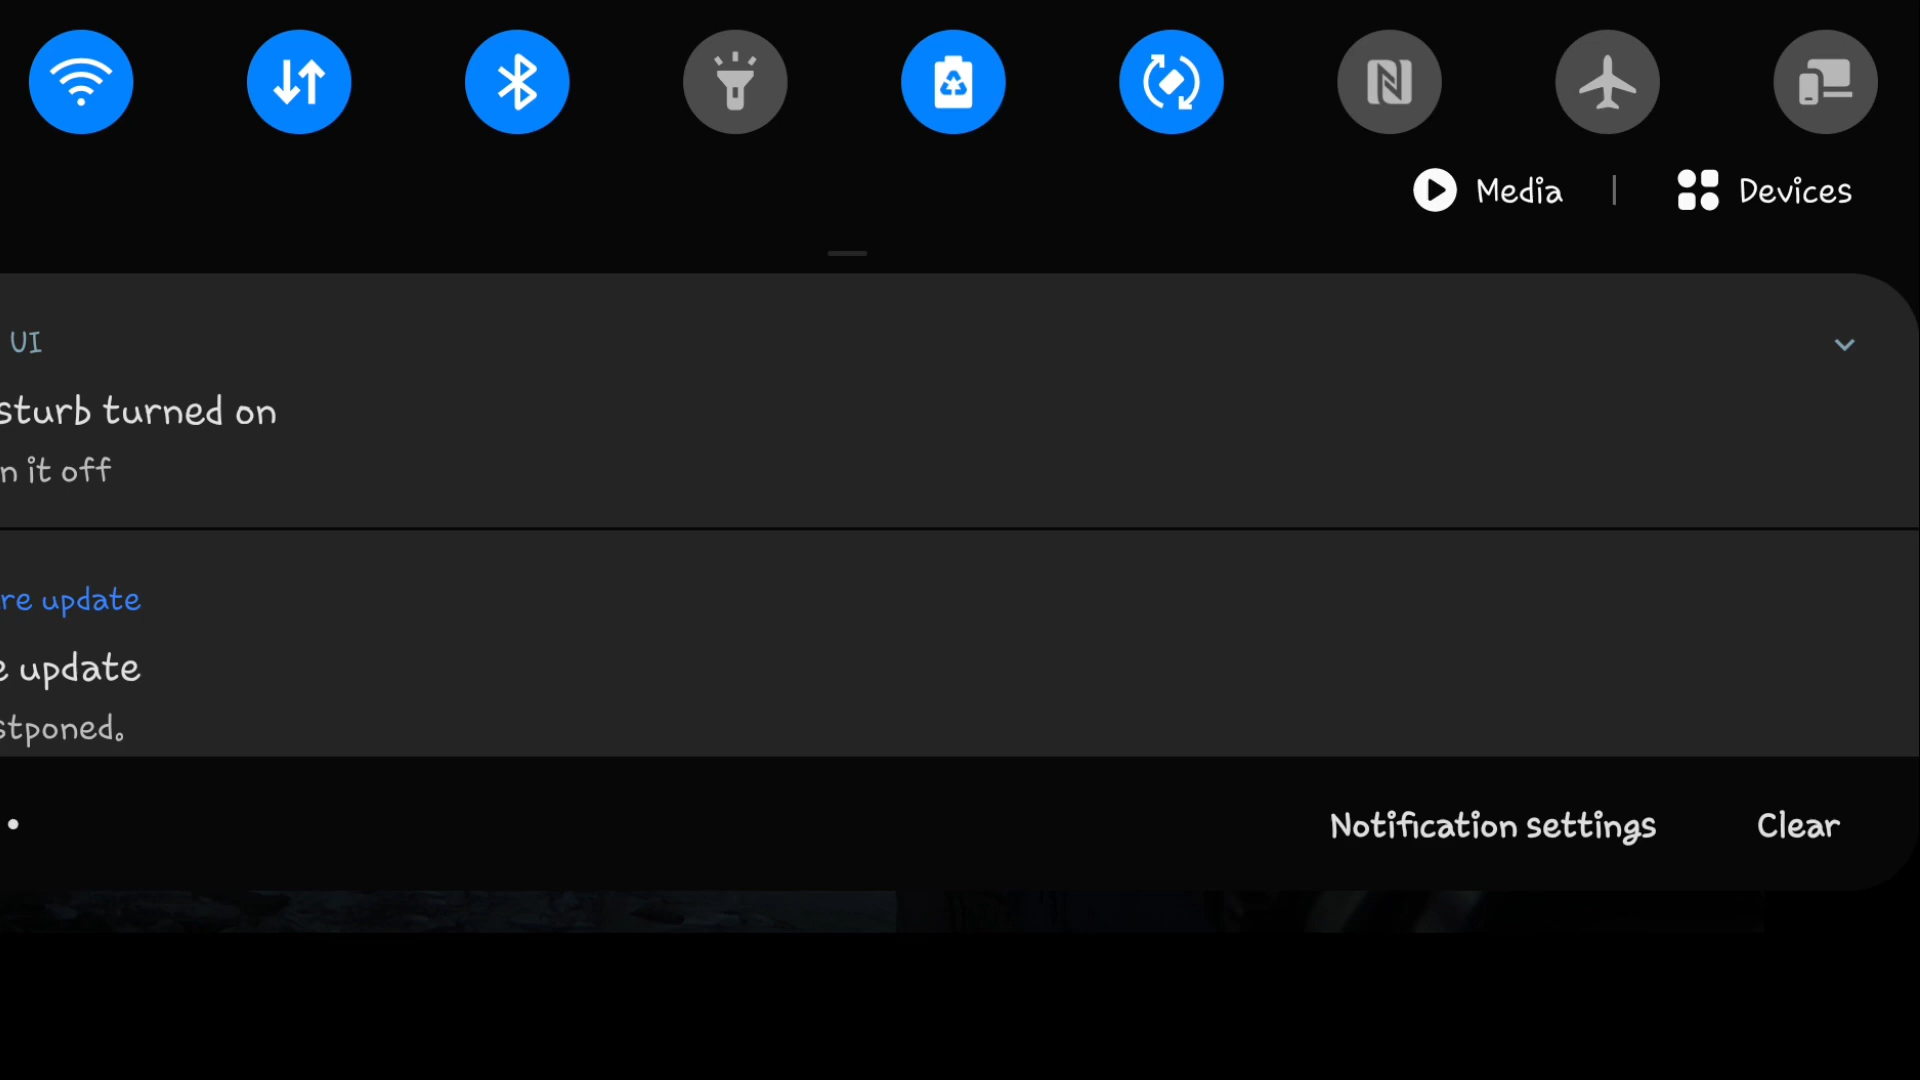 Media | Devices
UI
sturb turned on
n it off
re update
e update
stponed.
Notification settings Clear